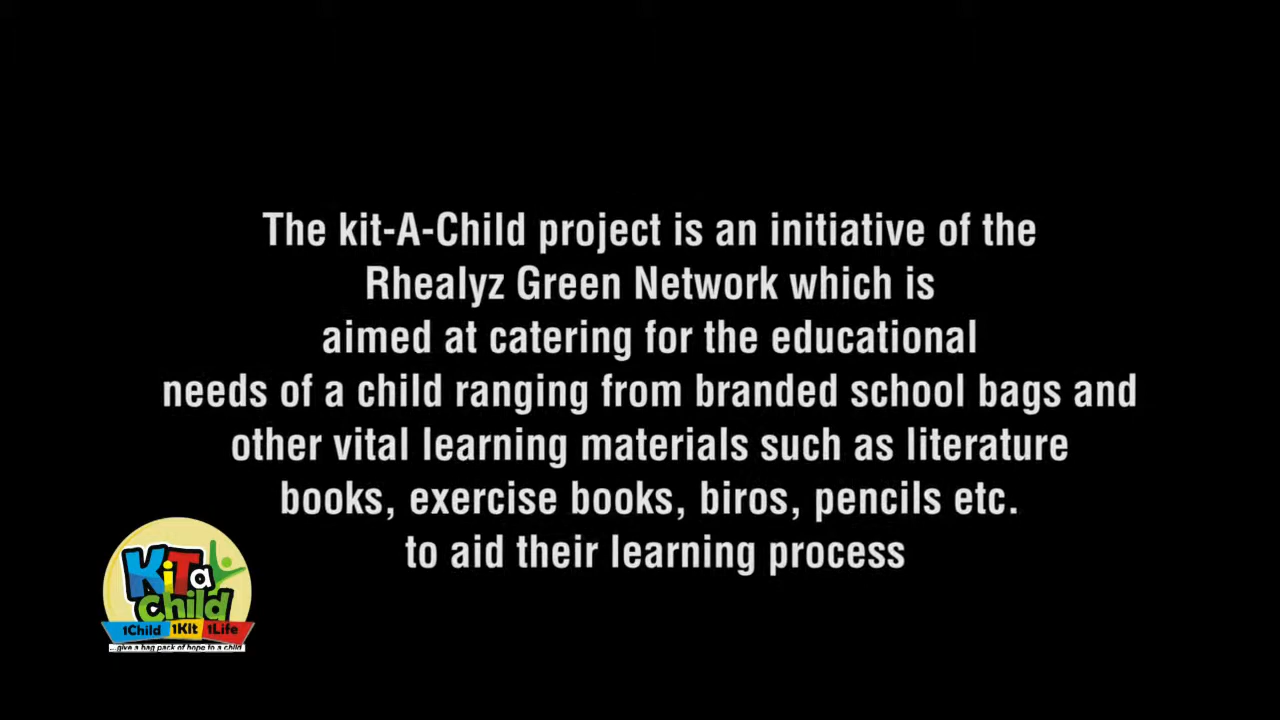 The kit-A-Child project is an initiative of the
Rhealyz Green Network which is
aimed at catering for the educational
needs of a child ranging from branded school bags and
other vital learning materials such as literature
books, exercise books, biros, pencils etc.
to aid their learning process
KiTa
child
1Child 1Kit 1Life
...give a bag pack of hope to a child